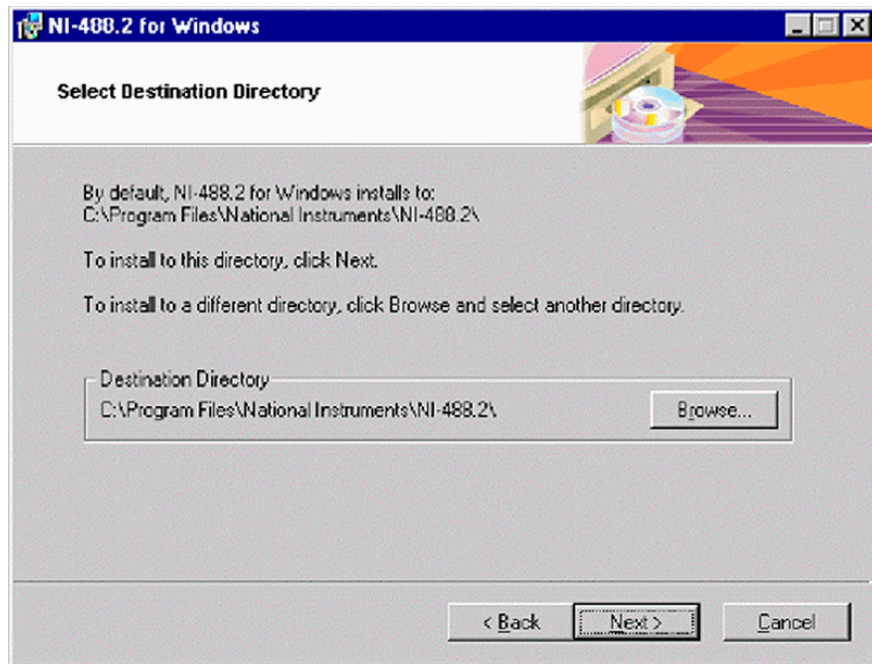 NI-488.2 for Windows
Select Destination Directory
By default, NI-488.2 for Windows installs to:
C:\Program Files\National Instruments\NI-488.2\
To install to this directory, click Next.
To install to a different directory, click Browse and select another directory.
Destination Directory
C:\Program Files\National Instruments\NI-488.2\
Browse...
< Back
Next >
Cancel